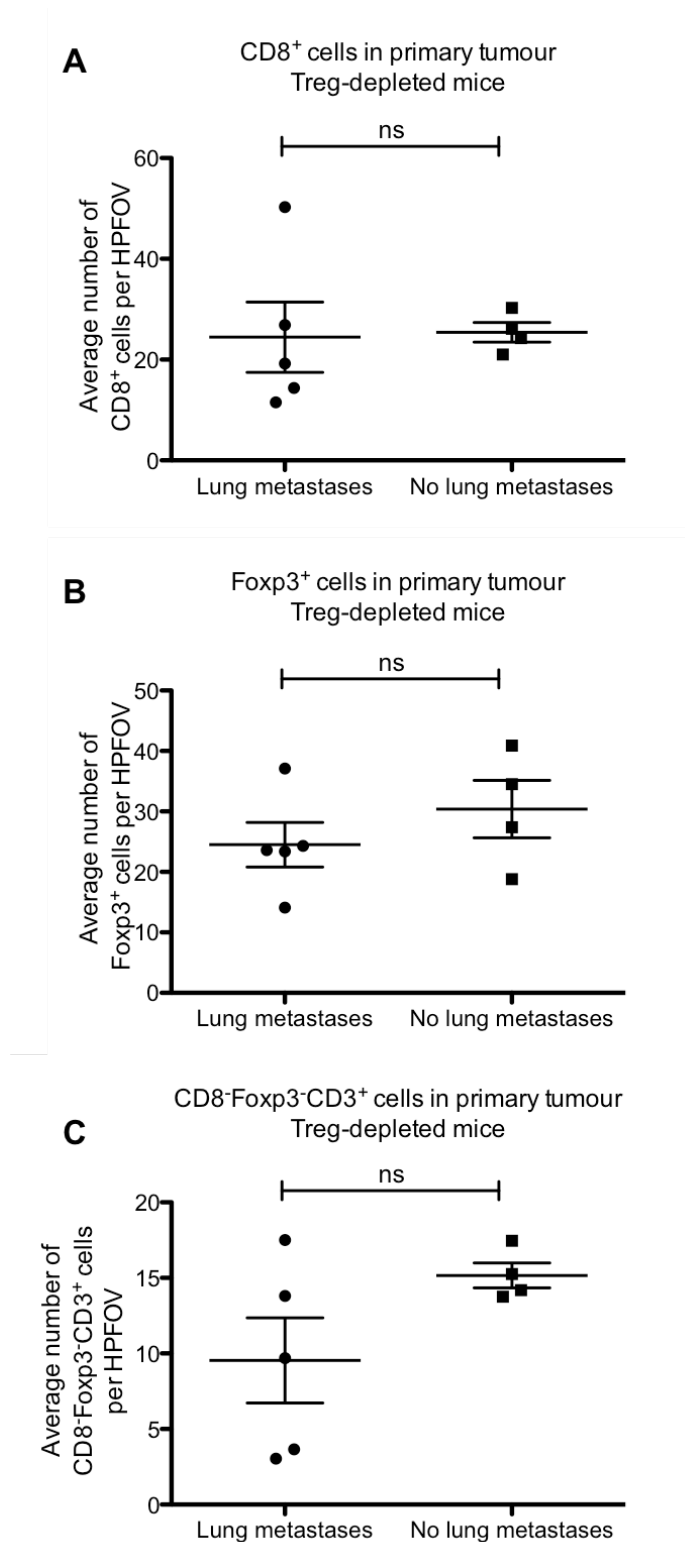 A
CD8⁺ cells in primary tumour
Treg-depleted mice
ns
Average number of
CD8⁺ cells per HPFOV
60
40
20
0
Lung metastases
No lung metastases
B
Foxp3⁺ cells in primary tumour
Treg-depleted mice
ns
Average number of
Foxp3⁺ cells per HPFOV
50
40
30
20
10
0
Lung metastases
No lung metastases
C
CD8⁻Foxp3⁻CD3⁺ cells in primary tumour
Treg-depleted mice
ns
Average number of
CD8⁻Foxp3⁻CD3⁺ cells
per HPFOV
20
15
10
5
0
Lung metastases
No lung metastases